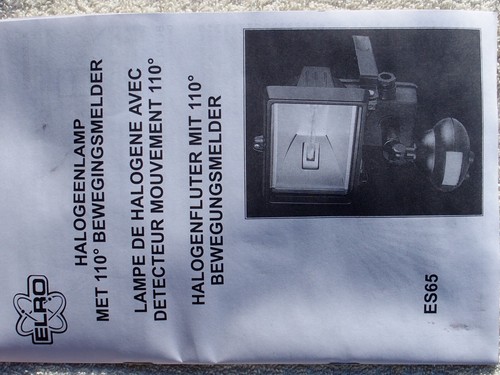 ELRO
HALOGEENLAMP
MET 110° BEWEGINGSMELDER
LAMPE DE HALOGENE AVEC
DETECTEUR MOUVEMENT 110°
HALOGENFLUTER MIT 110°
BEWEGUNGSMELDER
ES65